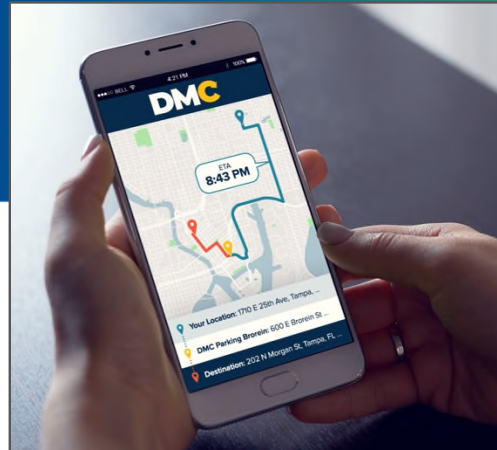 BELL 4:21 PM 100%
DMC
ETA
8:43 PM
Your Location: 1710 E 25th Ave, Tampa, ...
DMC Parking Brorein: 600 E Brorein St ...
Destination: 202 N Morgan St, Tampa, FL ...